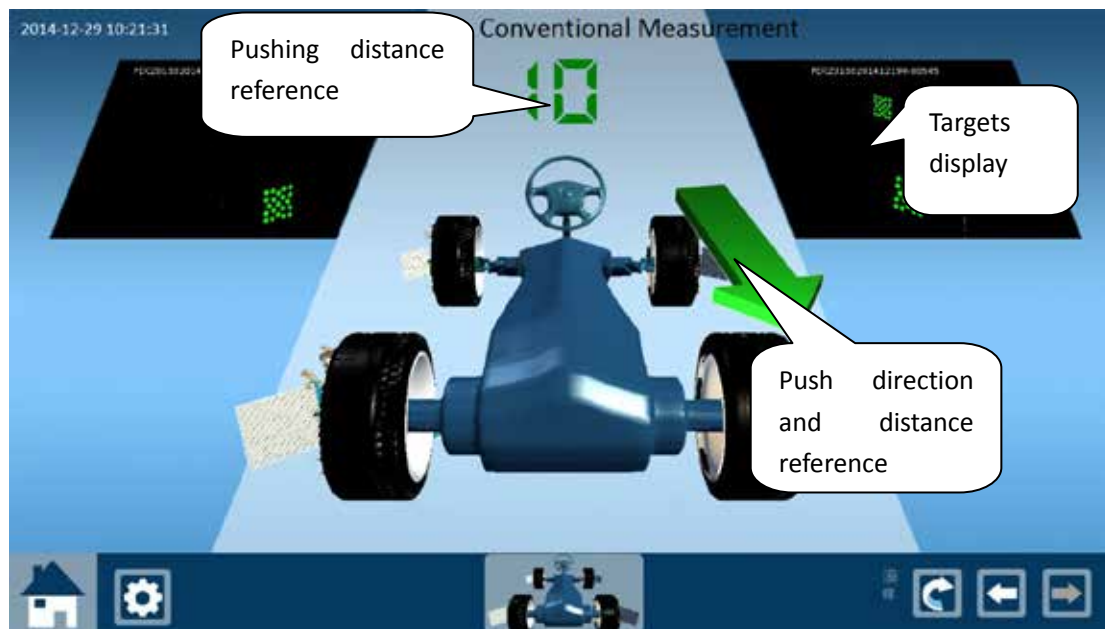 2014-12-29 10:21:31
Conventional Measurement
Pushing distance
reference
10
Targets
display
Push direction
and distance
reference